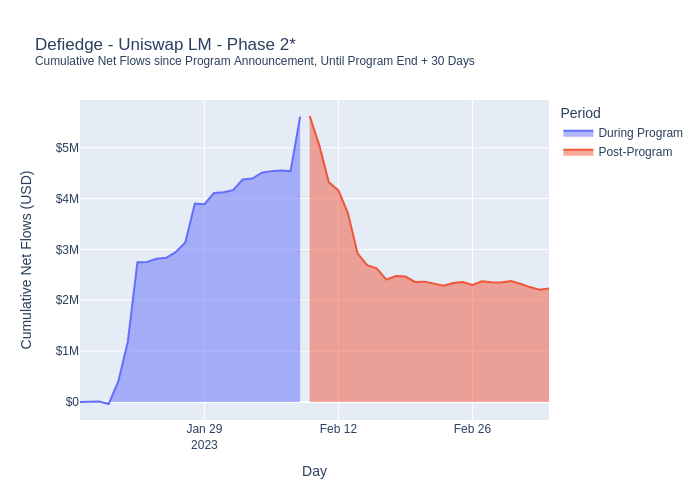 Defiedge - Uniswap LM - Phase 2*
Cumulative Net Flows since Program Announcement, Until Program End + 30 Days
Period
During Program
Post-Program
Cumulative Net Flows (USD)
$5M
$4M
$3M
$2M
$1M
$0
Jan 29
2023
Feb 12
Feb 26
Day